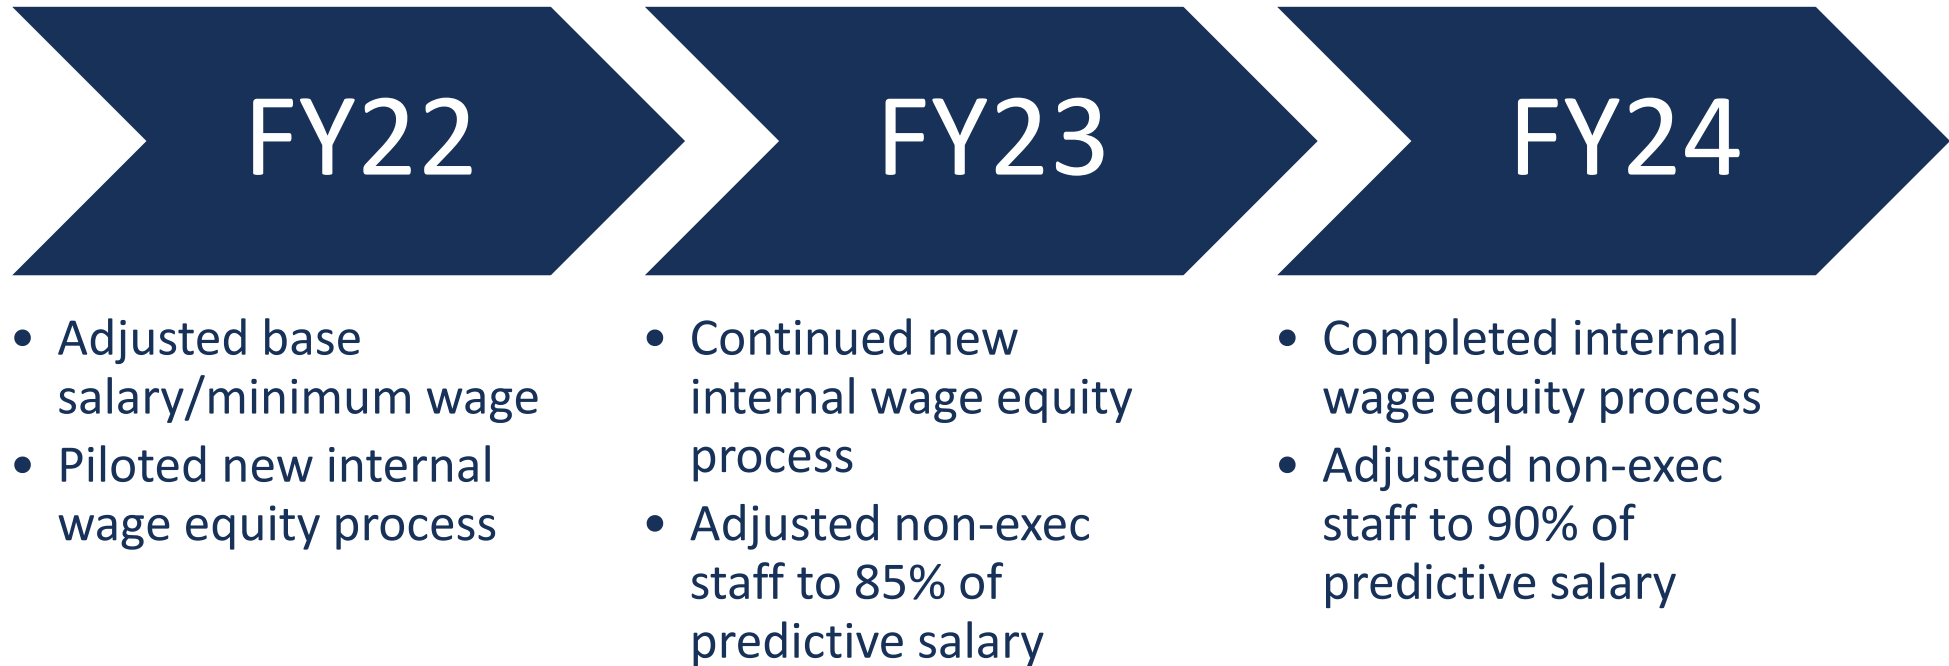 FY22
• Adjusted base
salary/minimum wage
• Piloted new internal
wage equity process
FY23
• Continued new
internal wage equity
process
• Adjusted non-exec
staff to 85% of
predictive salary
FY24
• Completed internal
wage equity process
• Adjusted non-exec
staff to 90% of
predictive salary